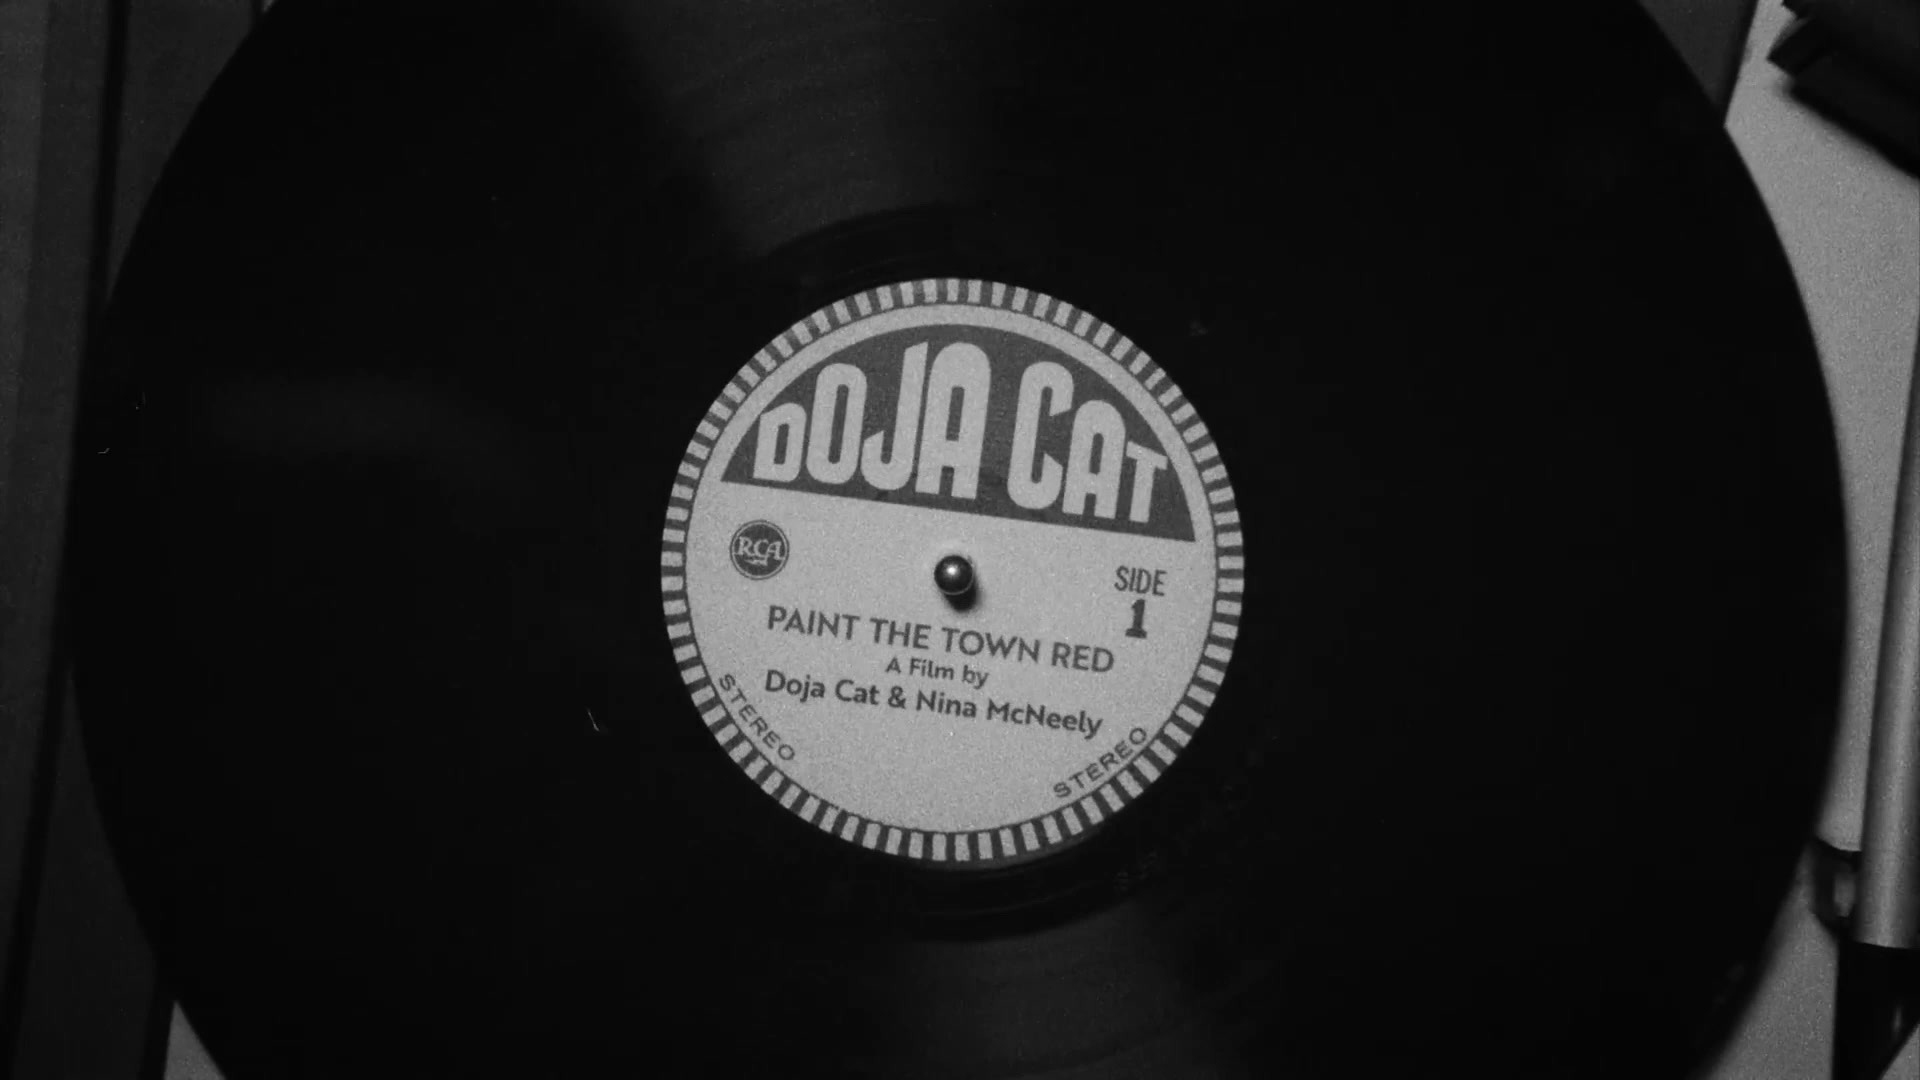 DOJA CAT
RCA
SIDE
1
PAINT THE TOWN RED
A Film by
Doja Cat & Nina McNeely
STEREO
STEREO